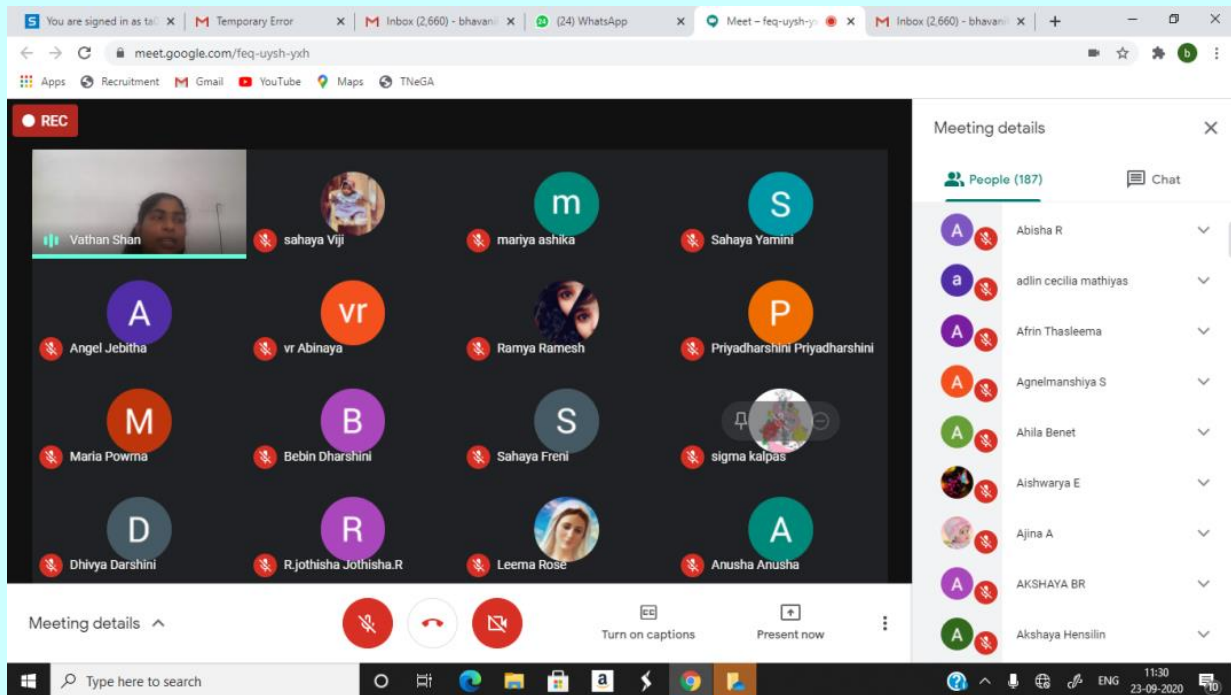 You are signed in as ta
Temporary Error
Inbox (2,660) - bhavani
(24) WhatsApp
Meet – feq-uysh-y
Inbox (2,660) - bhavani
meet.google.com/feq-uysh-yxh
b
Apps Recruitment Gmail YouTube Maps TNeGA
REC
Vathan Shan
sahaya Viji
m
mariya ashika
S
Sahaya Yamini
A
Angel Jebitha
vr
vr Abinaya
Ramya Ramesh
P
Priyadharshini Priyadharshini
M
Maria Powma
B
Bebin Dharshini
S
Sahaya Freni
sigma kalpas
D
Dhivya Darshini
R
R.jothisha Jothisha.R
Leema Rose
A
Anusha Anusha
Meeting details
People (187)
Chat
A
Abisha R
a
adlin cecilia mathiyas
A
Afrin Thasleema
A
Agnelmanshiya S
A
Ahila Benet
Aishwarya E
Ajina A
A
AKSHAYA BR
A
Akshaya Hensilin
Meeting details
Turn on captions
Present now
Type here to search
a
ENG
11:30
23-09-2020